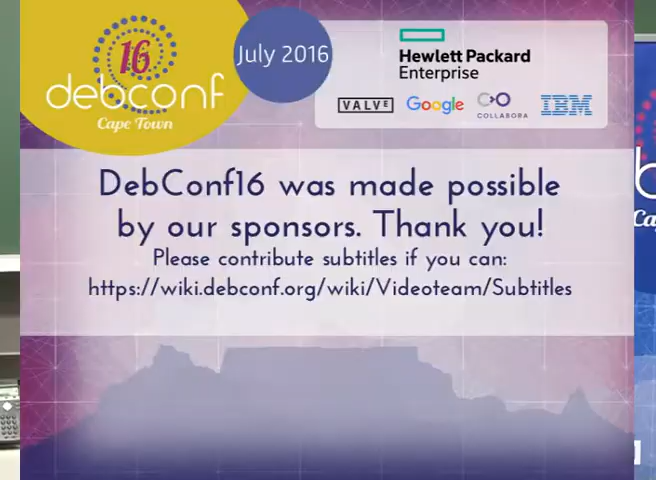 16
debconf
Cape Town
July 2016
Hewlett Packard
Enterprise
VALVE
Google
COLLABORA
IBM
DebConf16 was made possible
by our sponsors. Thank you!
Please contribute subtitles if you can:
https://wiki.debconf.org/wiki/Videoteam/Subtitles